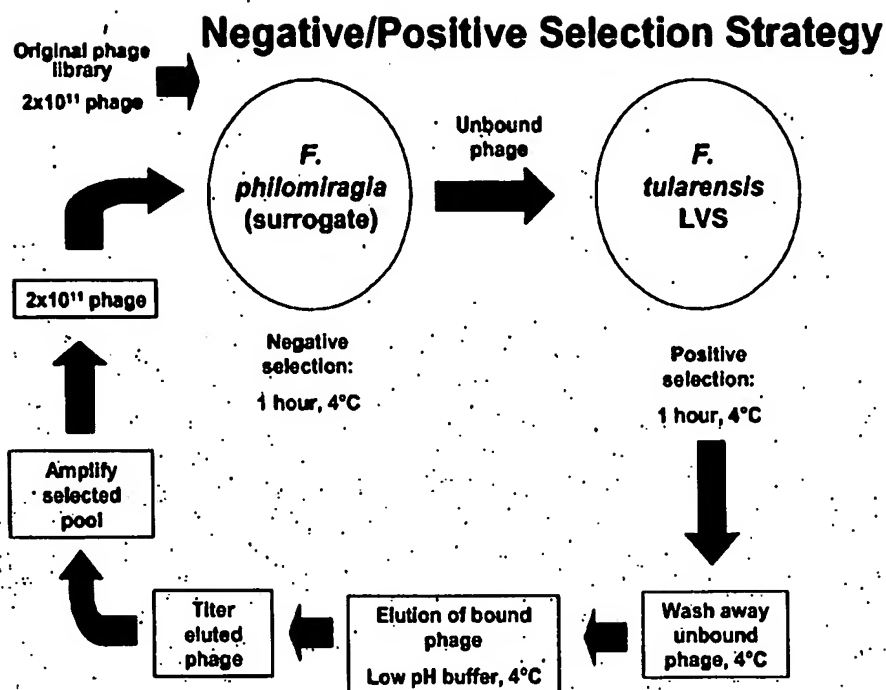 Negative/Positive Selection Strategy
Original phage
library
2x10¹¹ phage
F.
philomiragia
(surrogate)
Unbound
phage
F.
tularensis
LVS
2x10¹¹ phage
Negative
selection:
1 hour, 4°C
Positive
selection:
1 hour, 4°C
Amplify
selected
pool
Titer
eluted
phage
Elution of bound
phage
Low pH buffer, 4°C
Wash away
unbound
phage, 4°C